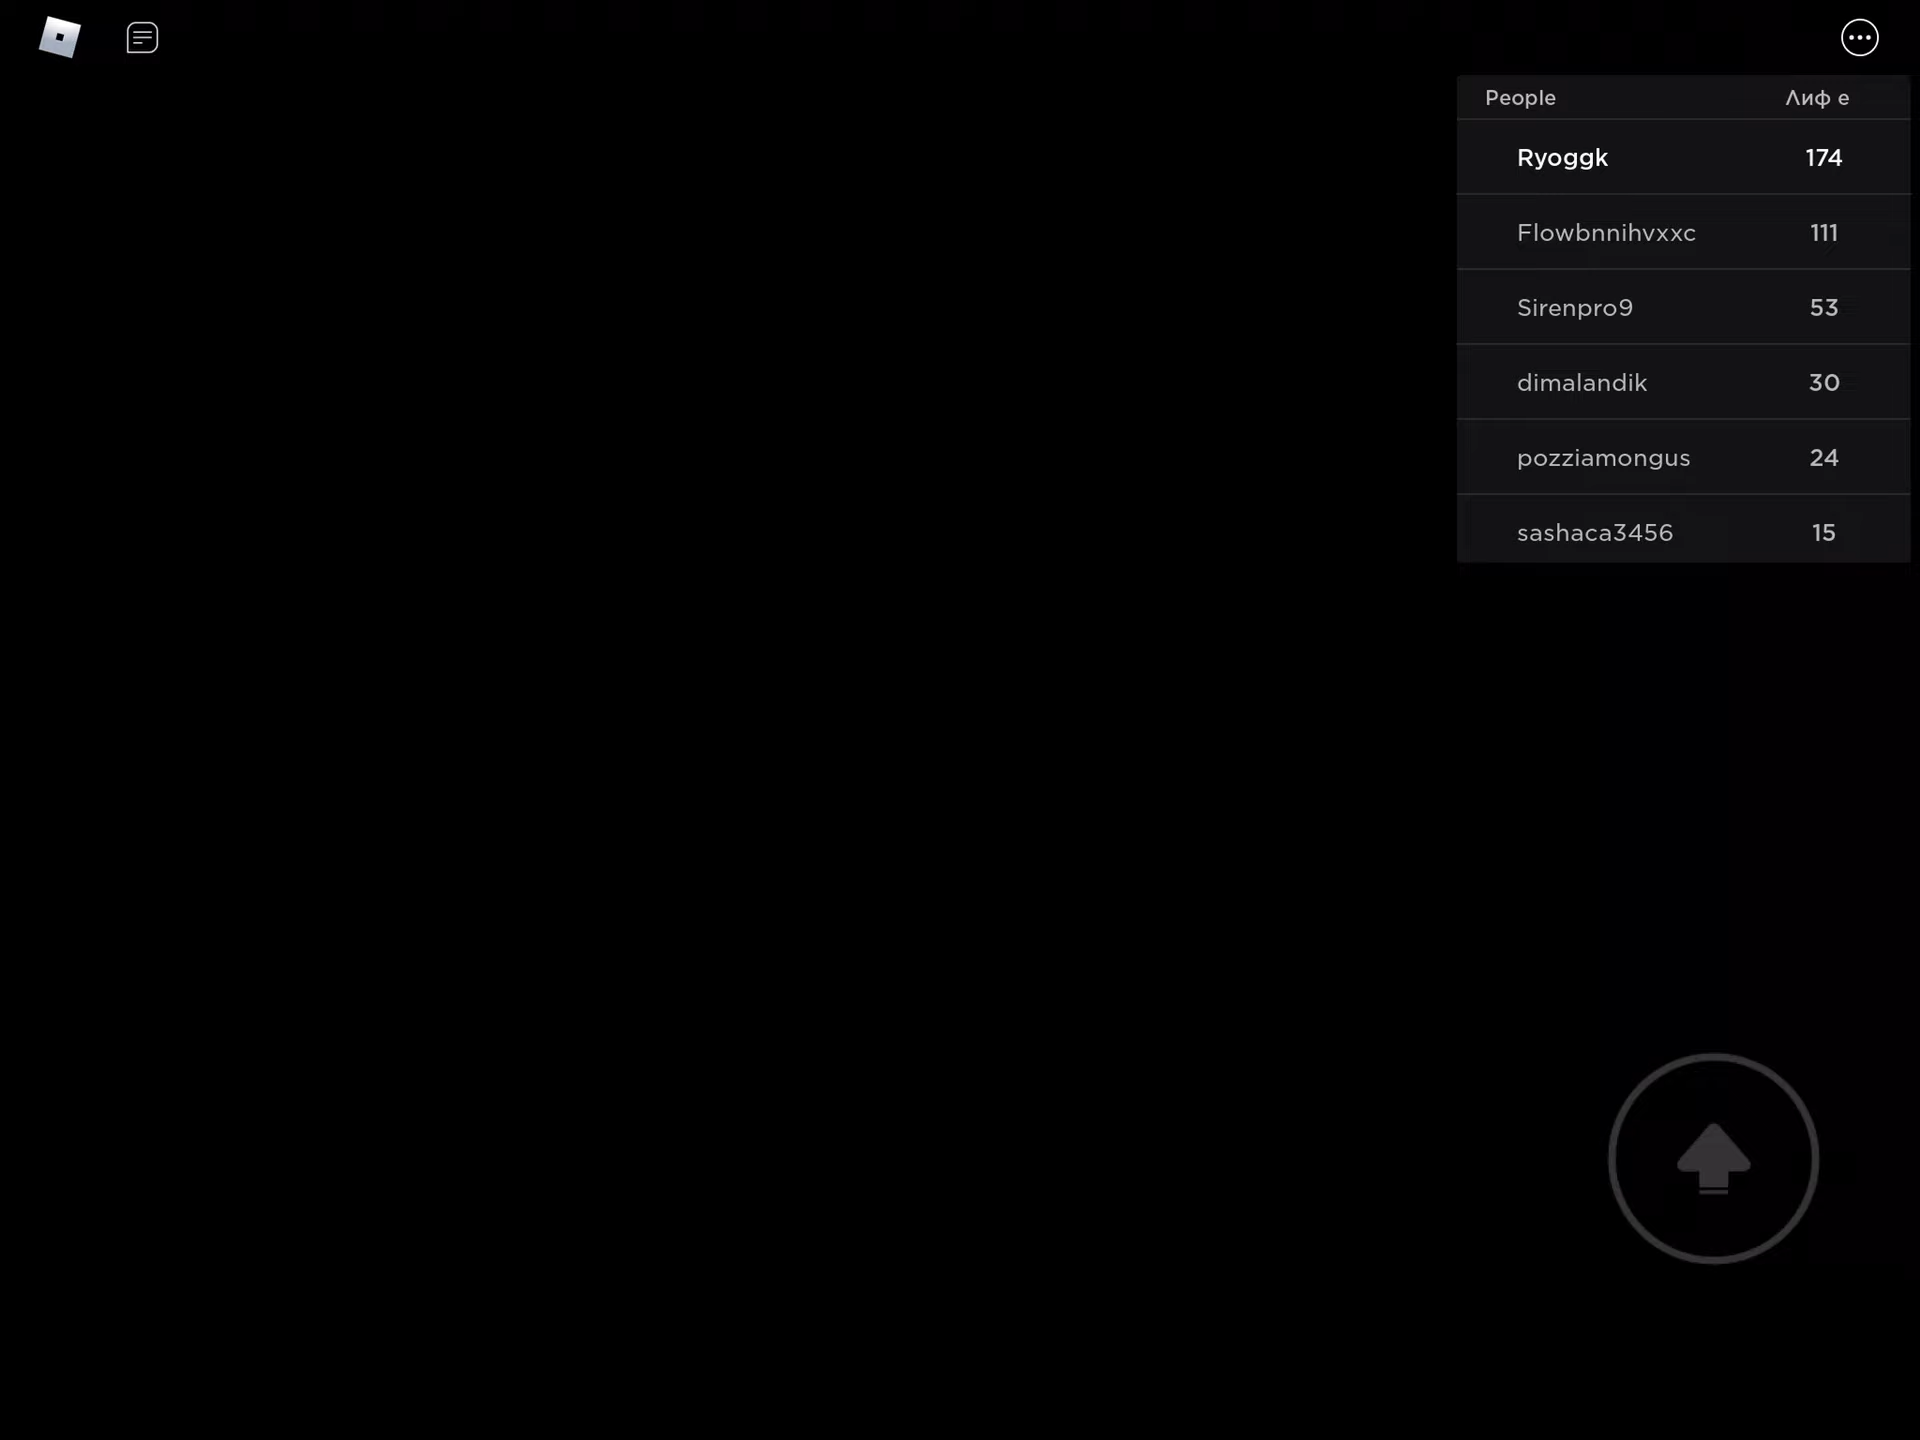 People Лиф е
Ryoggk 174
Flowbnnihvxxc 111
Sirenpro9 53
dimalandik 30
pozziamongus 24
sashaca3456 15